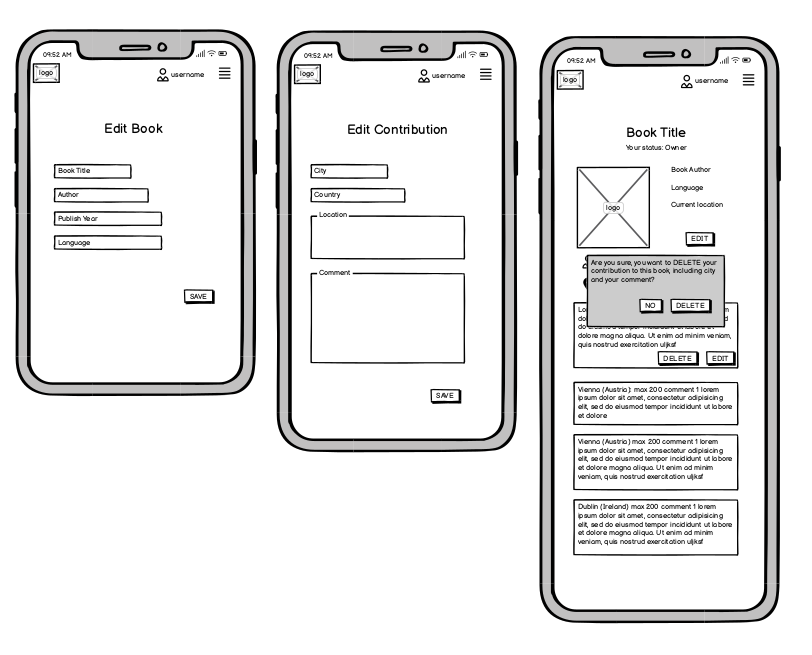 09:52 AM
logo
username
Edit Book
Book Title
Author
Publish Year
Language
SAVE
09:52 AM
logo
username
Edit Contribution
City
Country
Location
Comment
SAVE
09:52 AM
logo
username
Book Title
Your status: Owner
logo
Book Author
Language
Current location
EDIT
Are you sure, you want to DELETE your
contribution to this book, including city
and your comment?
NO
DELETE
dolore magna aliqua. Ut enim ad minim veniam,
quis nostrud exercitation uljksf
DELETE
EDIT
Vienna (Austria): max 200 comment 1 lorem
ipsum dolor sit amet, consectetur adipisicing
elit, sed do eiusmod tempor incididunt ut labore
et dolore
Vienna (Austria) max 200 comment 1 lorem
ipsum dolor sit amet, consectetur adipisicing
elit, sed do eiusmod tempor incididunt ut labore
et dolore magna aliqua. Ut enim ad minim
veniam, quis nostrud exercitation uljksf
Dublin (Ireland) max 200 comment 1 lorem
ipsum dolor sit amet, consectetur adipisicing
elit, sed do eiusmod tempor incididunt ut labore
et dolore magna aliqua. Ut enim ad minim
veniam, quis nostrud exercitation uljksf